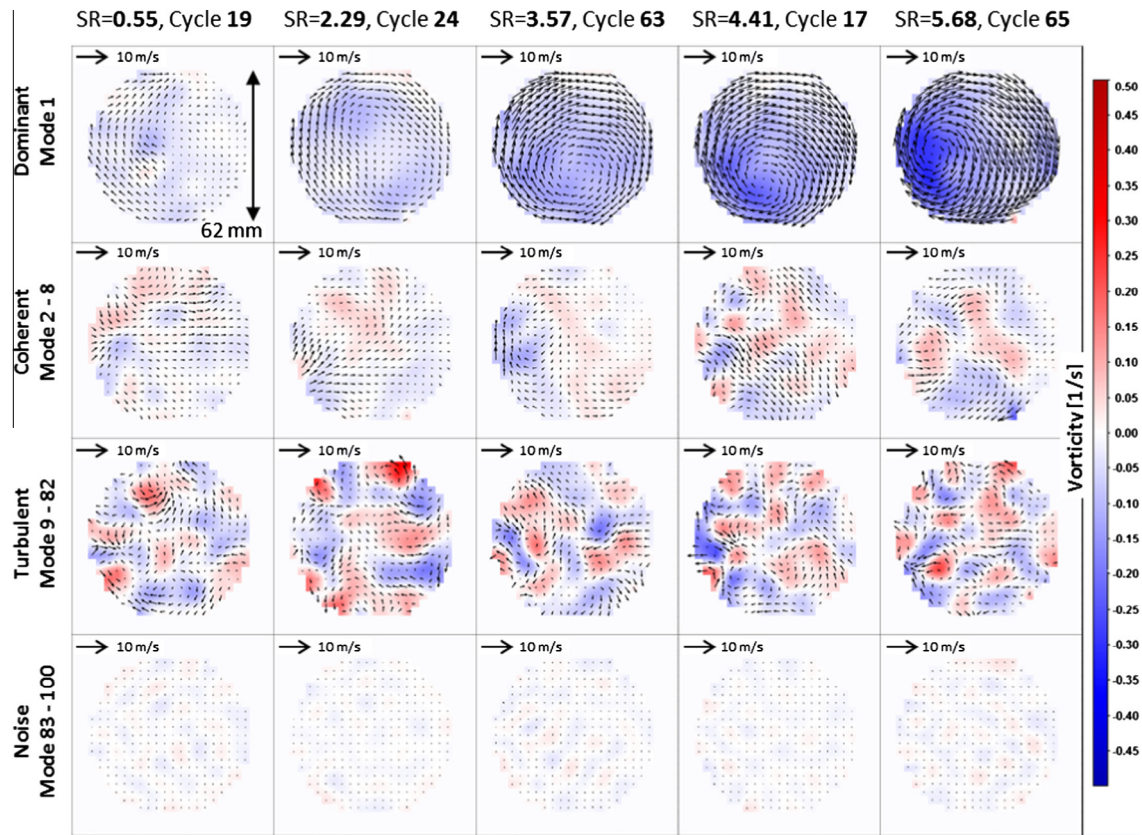 SR=0.55, Cycle 19
SR=2.29, Cycle 24
SR=3.57, Cycle 63
SR=4.41, Cycle 17
SR=5.68, Cycle 65
Dominant
Mode 1
10 m/s
10 m/s
10 m/s
10 m/s
10 m/s
62 mm
Coherent
Mode 2 - 8
10 m/s
10 m/s
10 m/s
10 m/s
10 m/s
Turbulent
Mode 9 - 82
10 m/s
10 m/s
10 m/s
10 m/s
10 m/s
Noise
Mode 83 - 100
10 m/s
10 m/s
10 m/s
10 m/s
10 m/s
Vorticity [1/s]
0.50
0.45
0.40
0.35
0.30
0.25
0.20
0.15
0.10
0.05
0.00
-0.05
-0.10
-0.15
-0.20
-0.25
-0.30
-0.35
-0.40
-0.45